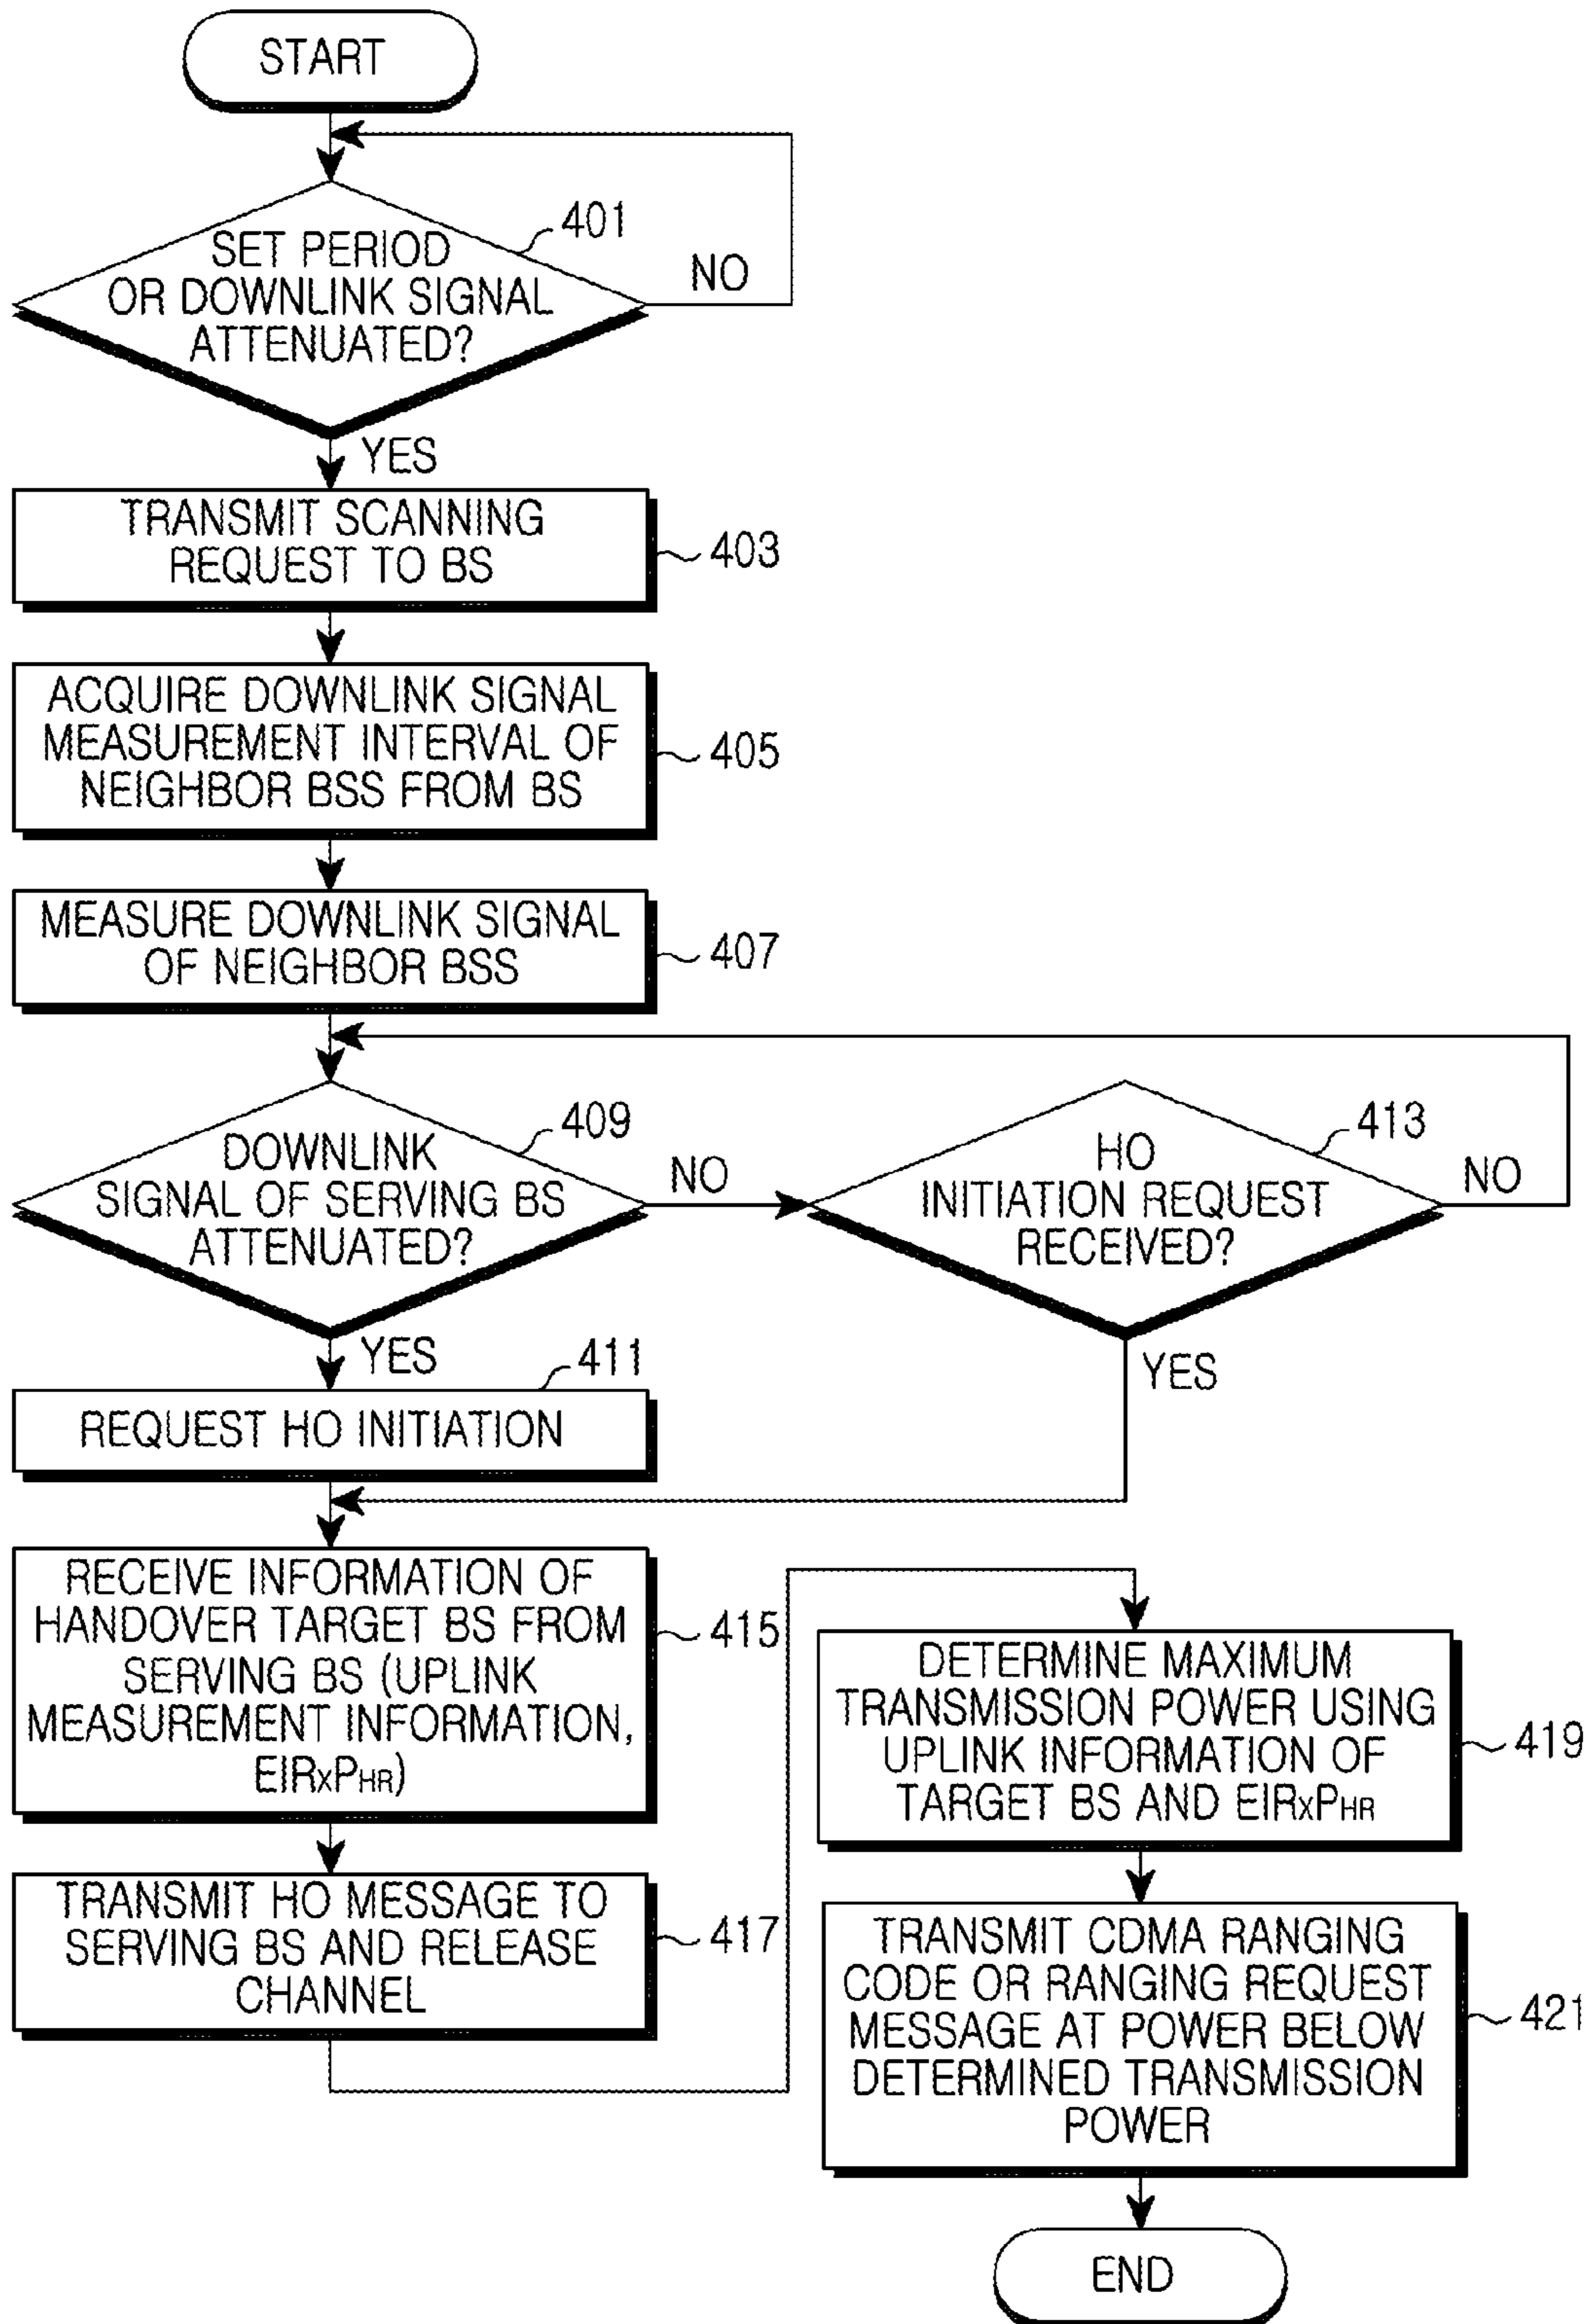 START
401
SET PERIOD
OR DOWNLINK SIGNAL
ATTENUATED?
NO
YES
TRANSMIT SCANNING
REQUEST TO BS
403
ACQUIRE DOWNLINK SIGNAL
MEASUREMENT INTERVAL OF
NEIGHBOR BSS FROM BS
405
MEASURE DOWNLINK SIGNAL
OF NEIGHBOR BSS
407
409
DOWNLINK
SIGNAL OF SERVING BS
ATTENUATED?
NO
YES
413
HO
INITIATION REQUEST
RECEIVED?
NO
YES
411
REQUEST HO INITIATION
RECEIVE INFORMATION OF
HANDOVER TARGET BS FROM
SERVING BS (UPLINK
MEASUREMENT INFORMATION,
EIRxPHR)
415
TRANSMIT HO MESSAGE TO
SERVING BS AND RELEASE
CHANNEL
417
DETERMINE MAXIMUM
TRANSMISSION POWER USING
UPLINK INFORMATION OF
TARGET BS AND EIRxPHR
419
TRANSMIT CDMA RANGING
CODE OR RANGING REQUEST
MESSAGE AT POWER BELOW
DETERMINED TRANSMISSION
POWER
421
END